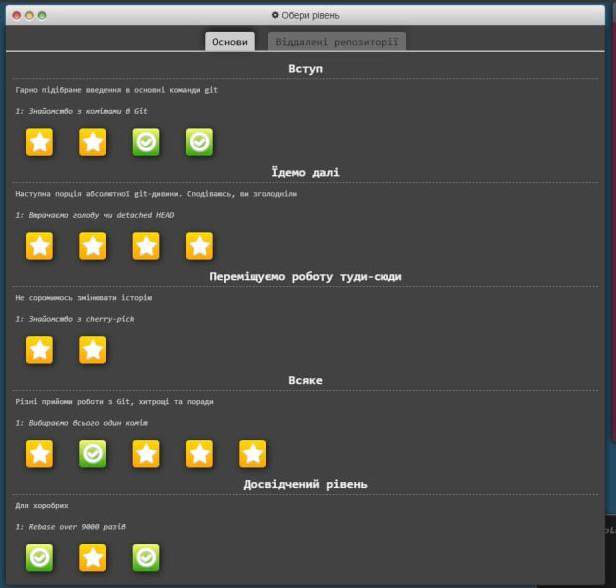 Обери рівень
Основи
Віддалені репозиторії
Вступ
Гарно підібране введення в основні команди git
1: Знайомство з комітами в Git
Їдемо далі
Наступна порція абсолютної git-дивини. Сподіваюсь, ви зголодніли
1: Втрачаємо голову чи detached HEAD
Переміщуємо роботу туди-сюди
Не соромимось змінювати історію
1: Знайомство з cherry-pick
Всяке
Різні прийоми роботи з Git, хитрощі та поради
1: Вибираємо всього один коміт
Досвідчений рівень
Для хоробрих
1: Rebase over 9000 разів